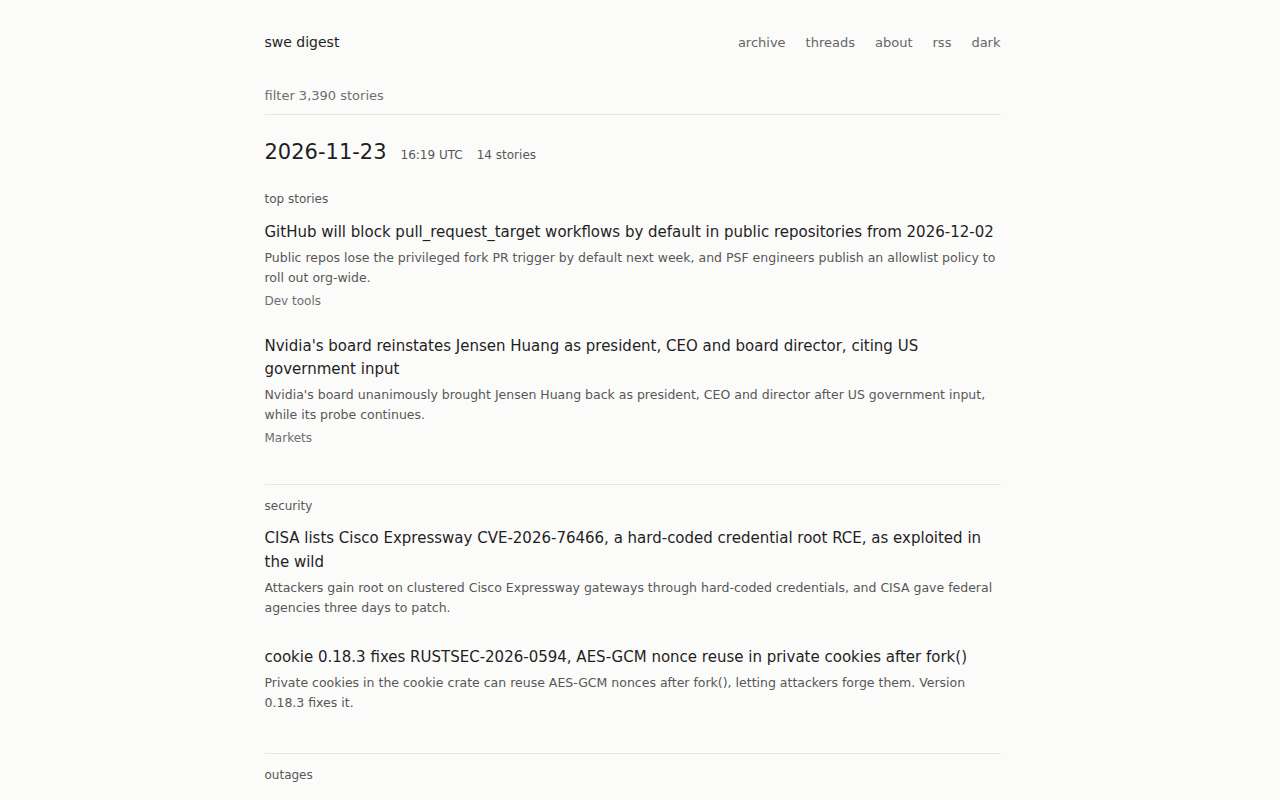 swe digest
archive threads about rss dark
filter 3,390 stories
2026-11-23 16:19 UTC 14 stories
top stories
GitHub will block pull_request_target workflows by default in public repositories from 2026-12-02
Public repos lose the privileged fork PR trigger by default next week, and PSF engineers publish an allowlist policy to
roll out org-wide.
Dev tools
Nvidia's board reinstates Jensen Huang as president, CEO and board director, citing US
government input
Nvidia's board unanimously brought Jensen Huang back as president, CEO and director after US government input,
while its probe continues.
Markets
security
CISA lists Cisco Expressway CVE-2026-76466, a hard-coded credential root RCE, as exploited in
the wild
Attackers gain root on clustered Cisco Expressway gateways through hard-coded credentials, and CISA gave federal
agencies three days to patch.
cookie 0.18.3 fixes RUSTSEC-2026-0594, AES-GCM nonce reuse in private cookies after fork()
Private cookies in the cookie crate can reuse AES-GCM nonces after fork(), letting attackers forge them. Version
0.18.3 fixes it.
outages